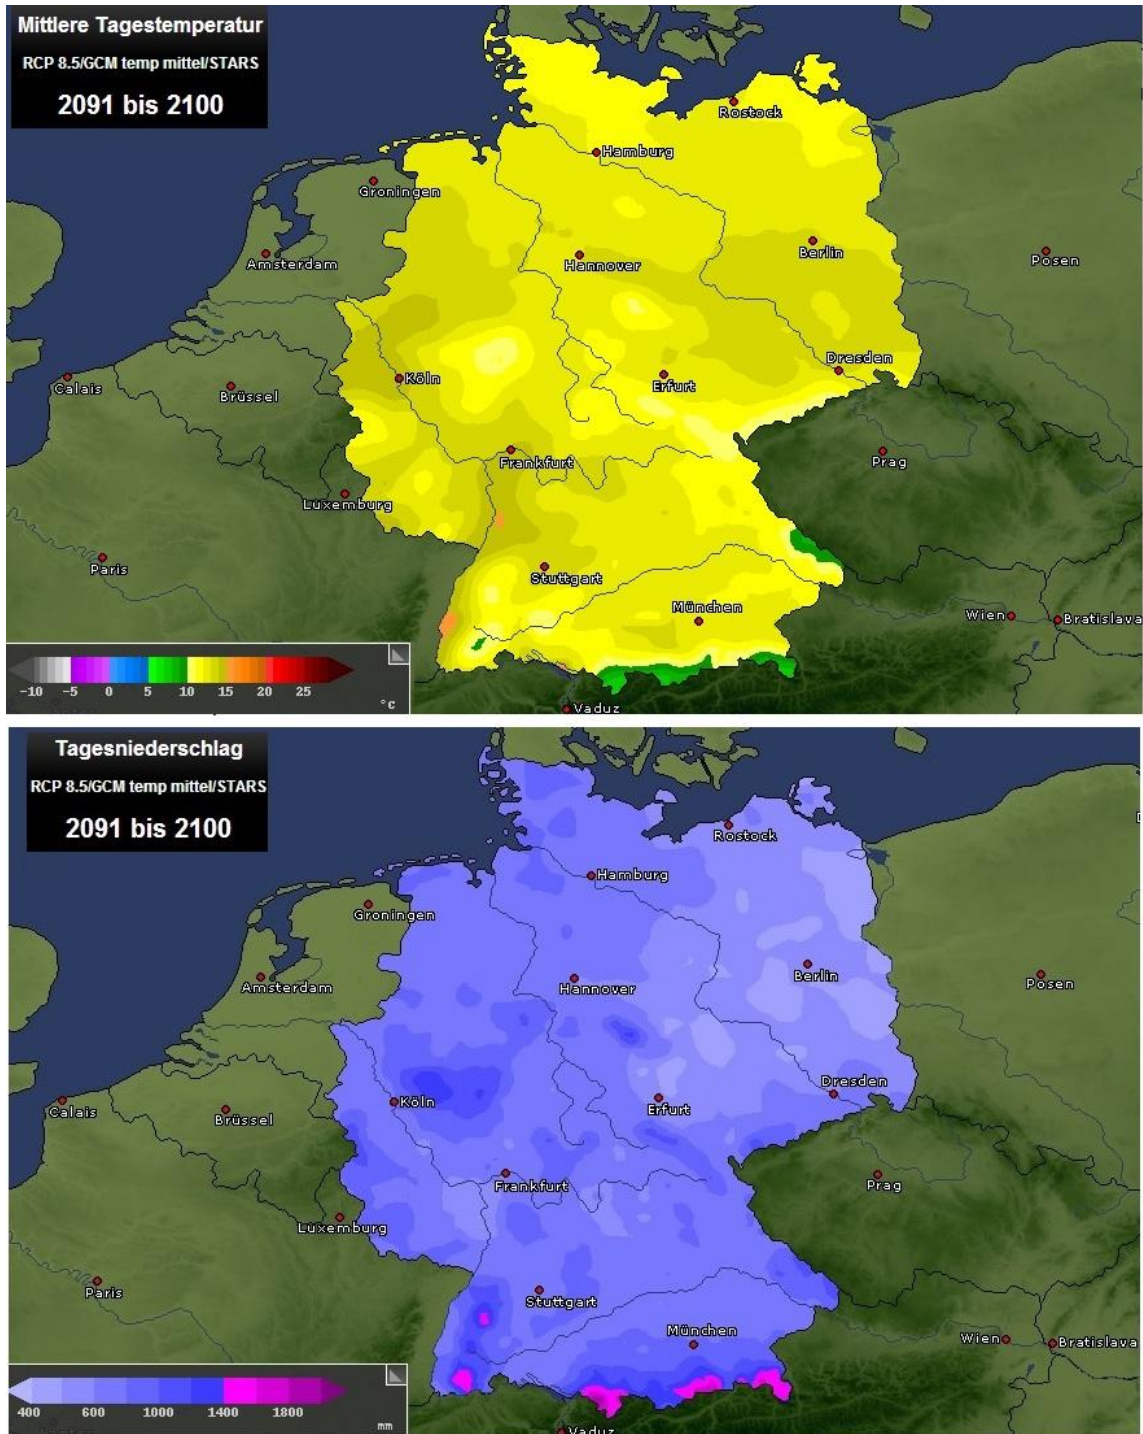 Mittlere Tagestemperatur
RCP 8.5/GCM temp mittel/STARS
2091 bis 2100
Rostock
Hamburg
Groningen
Berlin
Posen
Amsterdam
Hannover
Dresden
Calais
Köln
Erfurt
Brüssel
Frankfurt
Prag
Luxemburg
Paris
Stuttgart
München
Wien
Bratislava
-10 -5 0 5 10 15 20 25
°C
Vaduz
Tagesniederschlag
RCP 8.5/GCM temp mittel/STARS
2091 bis 2100
Rostock
Hamburg
Groningen
Berlin
Posen
Amsterdam
Hannover
Dresden
Calais
Köln
Erfurt
Brüssel
Frankfurt
Prag
Luxemburg
Paris
Stuttgart
München
Wien
Bratislava
400 600 1000 1400 1800
mm
Vaduz